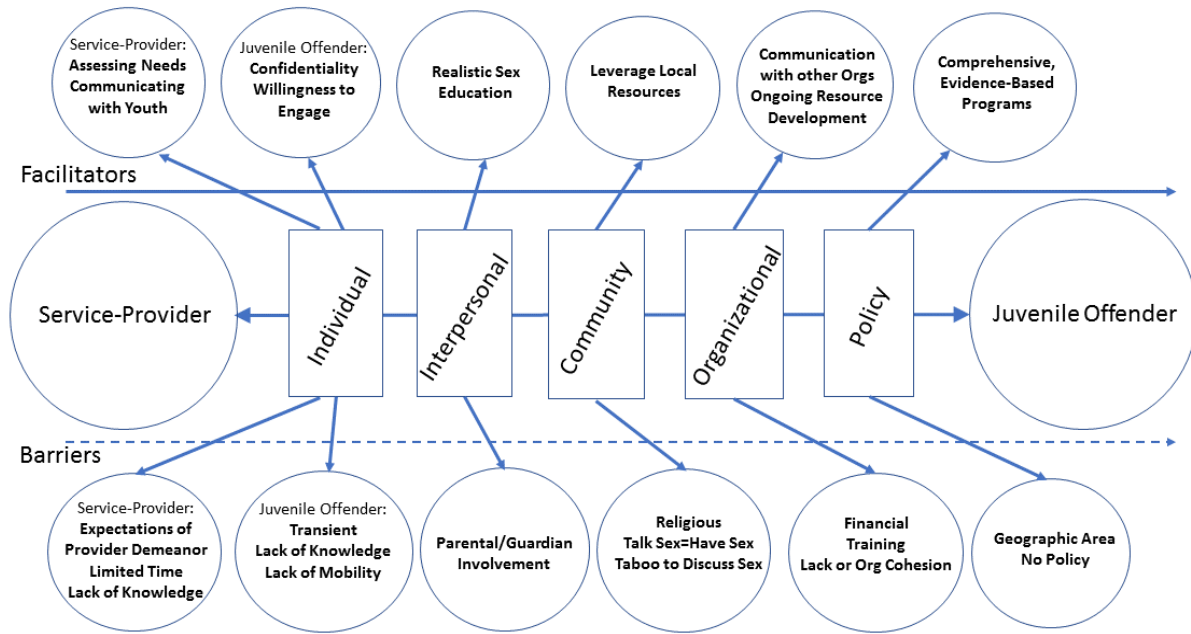 Service-Provider:
Assessing Needs
Communicating
with Youth
Juvenile Offender:
Confidentiality
Willingness to
Engage
Realistic Sex
Education
Leverage Local
Resources
Communication
with other Orgs
Ongoing Resource
Development
Comprehensive,
Evidence-Based
Programs
Facilitators
Service-Provider
Individual
Interpersonal
Community
Organizational
Policy
Juvenile Offender
Barriers
Service-Provider:
Expectations of
Provider Demeanor
Limited Time
Lack of Knowledge
Juvenile Offender:
Transient
Lack of Knowledge
Lack of Mobility
Parental/Guardian
Involvement
Religious
Talk Sex=Have Sex
Taboo to Discuss Sex
Financial
Training
Lack or Org Cohesion
Geographic Area
No Policy